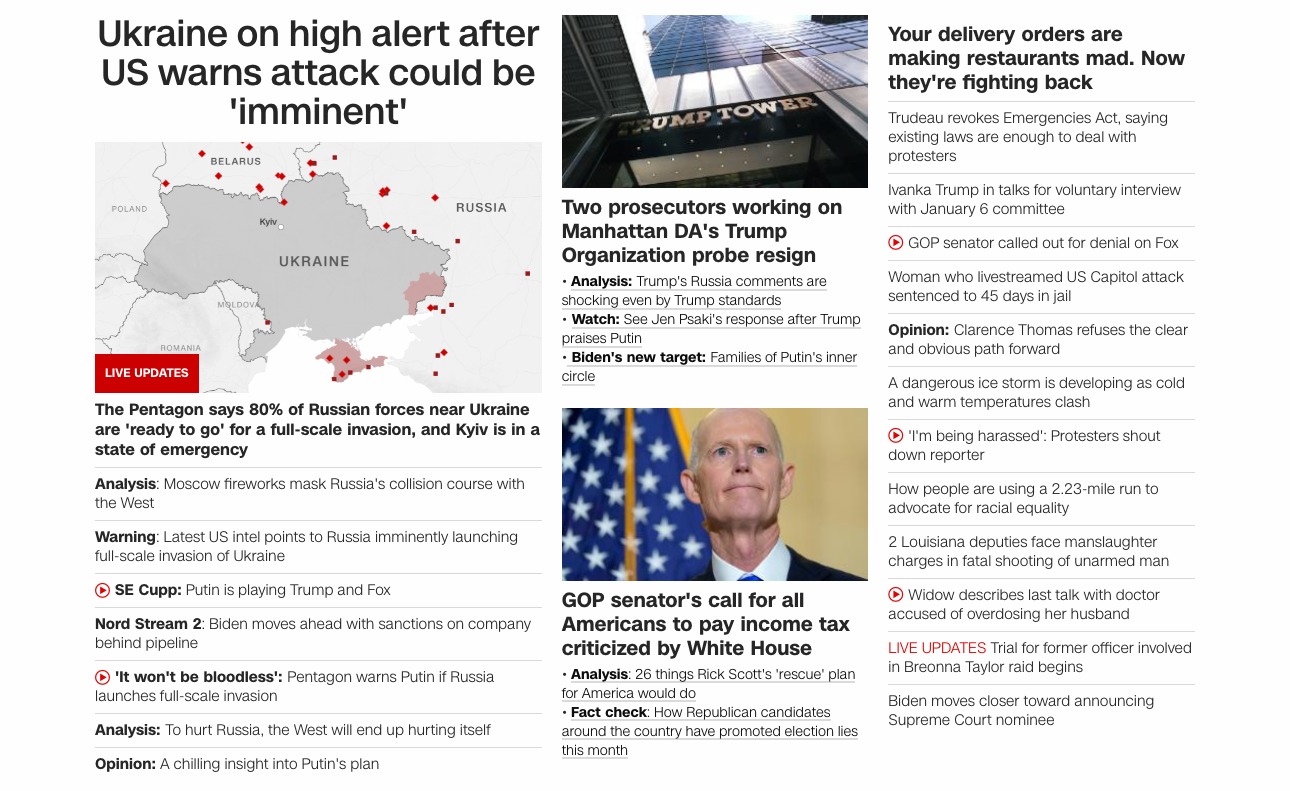 Ukraine on high alert after
US warns attack could be
'imminent'
BELARUS
POLAND
RUSSIA
Kyiv
UKRAINE
MOLDOVA
ROMANIA
LIVE UPDATES
The Pentagon says 80% of Russian forces near Ukraine
are 'ready to go' for a full-scale invasion, and Kyiv is in a
state of emergency
Analysis: Moscow fireworks mask Russia's collision course with
the West
Warning: Latest US intel points to Russia imminently launching
full-scale invasion of Ukraine
SE Cupp: Putin is playing Trump and Fox
Nord Stream 2: Biden moves ahead with sanctions on company
behind pipeline
'It won't be bloodless': Pentagon warns Putin if Russia
launches full-scale invasion
Analysis: To hurt Russia, the West will end up hurting itself
Opinion: A chilling insight into Putin's plan
TRUMP TOWER
Two prosecutors working on
Manhattan DA's Trump
Organization probe resign
• Analysis: Trump's Russia comments are
shocking even by Trump standards
• Watch: See Jen Psaki's response after Trump
praises Putin
• Biden's new target: Families of Putin's inner
circle
GOP senator's call for all
Americans to pay income tax
criticized by White House
• Analysis: 26 things Rick Scott's 'rescue' plan
for America would do
• Fact check: How Republican candidates
around the country have promoted election lies
this month
Your delivery orders are
making restaurants mad. Now
they're fighting back
Trudeau revokes Emergencies Act, saying
existing laws are enough to deal with
protesters
Ivanka Trump in talks for voluntary interview
with January 6 committee
GOP senator called out for denial on Fox
Woman who livestreamed US Capitol attack
sentenced to 45 days in jail
Opinion: Clarence Thomas refuses the clear
and obvious path forward
A dangerous ice storm is developing as cold
and warm temperatures clash
'I'm being harassed': Protesters shout
down reporter
How people are using a 2.23-mile run to
advocate for racial equality
2 Louisiana deputies face manslaughter
charges in fatal shooting of unarmed man
Widow describes last talk with doctor
accused of overdosing her husband
LIVE UPDATES Trial for former officer involved
in Breonna Taylor raid begins
Biden moves closer toward announcing
Supreme Court nominee